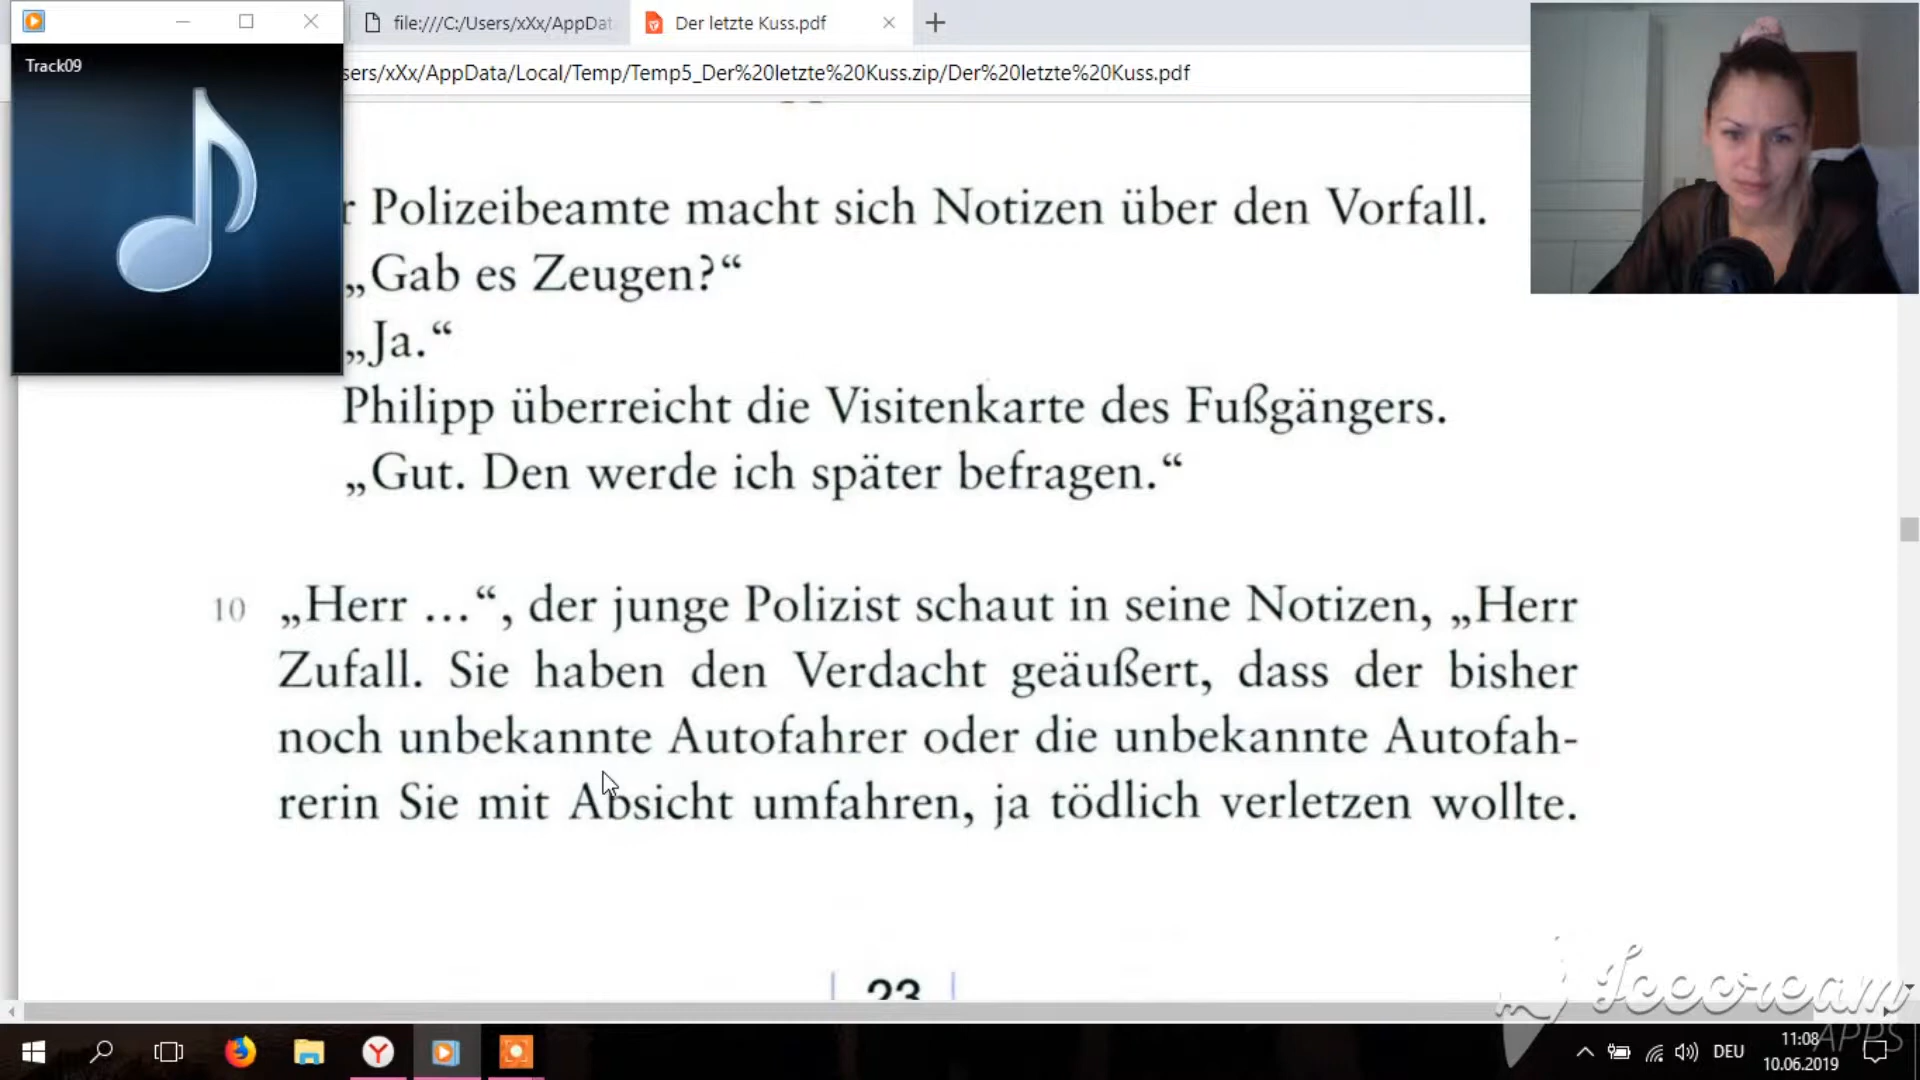 file:///C:/Users/xXx/AppDat
Der letzte Kuss.pdf
Track09
sers/xXx/AppData/Local/Temp/Temp5_Der%20letzte%20Kuss.zip/Der%20letzte%20Kuss.pdf
r Polizeibeamte macht sich Notizen über den Vorfall.
„Gab es Zeugen?“
„Ja.“
Philipp überreicht die Visitenkarte des Fußgängers.
„Gut. Den werde ich später befragen.“
10 „Herr ...“, der junge Polizist schaut in seine Notizen, „Herr
Zufall. Sie haben den Verdacht geäußert, dass der bisher
noch unbekannte Autofahrer oder die unbekannte Autofah-
rerin Sie mit Absicht umfahren, ja tödlich verletzen wollte.
23
Icecream
APPS
DEU
11:08
10.06.2019